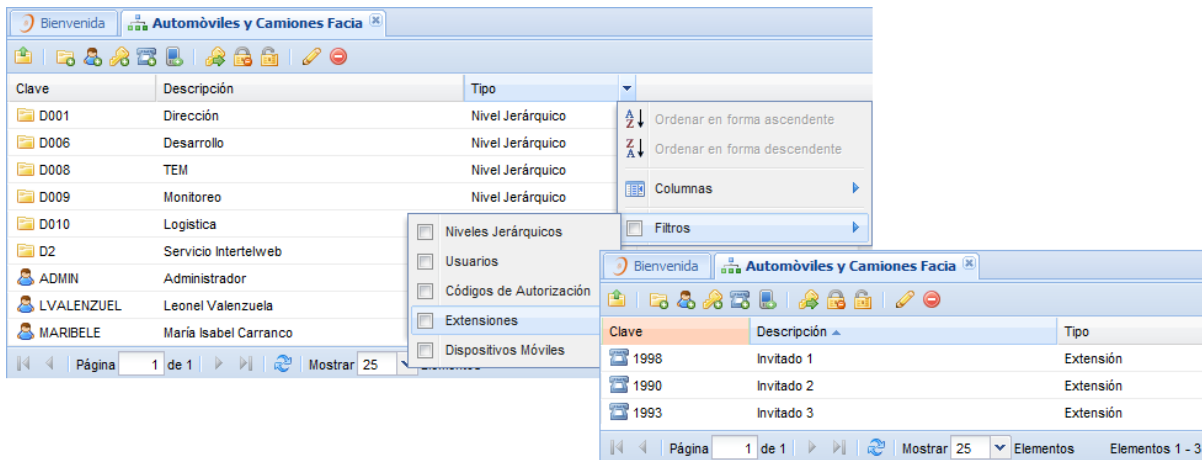 Bienvenida Automòviles y Camiones Facia
Clave Descripción Tipo
D001 Dirección Nivel Jerárquico
D006 Desarrollo Nivel Jerárquico
D008 TEM Nivel Jerárquico
D009 Monitoreo Nivel Jerárquico
D010 Logistica
D2 Servicio Intertelweb
ADMIN Administrador
LVALENZUEL Leonel Valenzuela
MARIBELE María Isabel Carranco
Página 1 de 1 Mostrar 25
Ordenar en forma ascendente
Ordenar en forma descendente
Columnas
Filtros
Niveles Jerárquicos
Usuarios
Códigos de Autorización
Extensiones
Dispositivos Móviles
Bienvenida Automòviles y Camiones Facia
Clave Descripción Tipo
1998 Invitado 1 Extensión
1990 Invitado 2 Extensión
1993 Invitado 3 Extensión
Página 1 de 1 Mostrar 25 Elementos Elementos 1 - 3